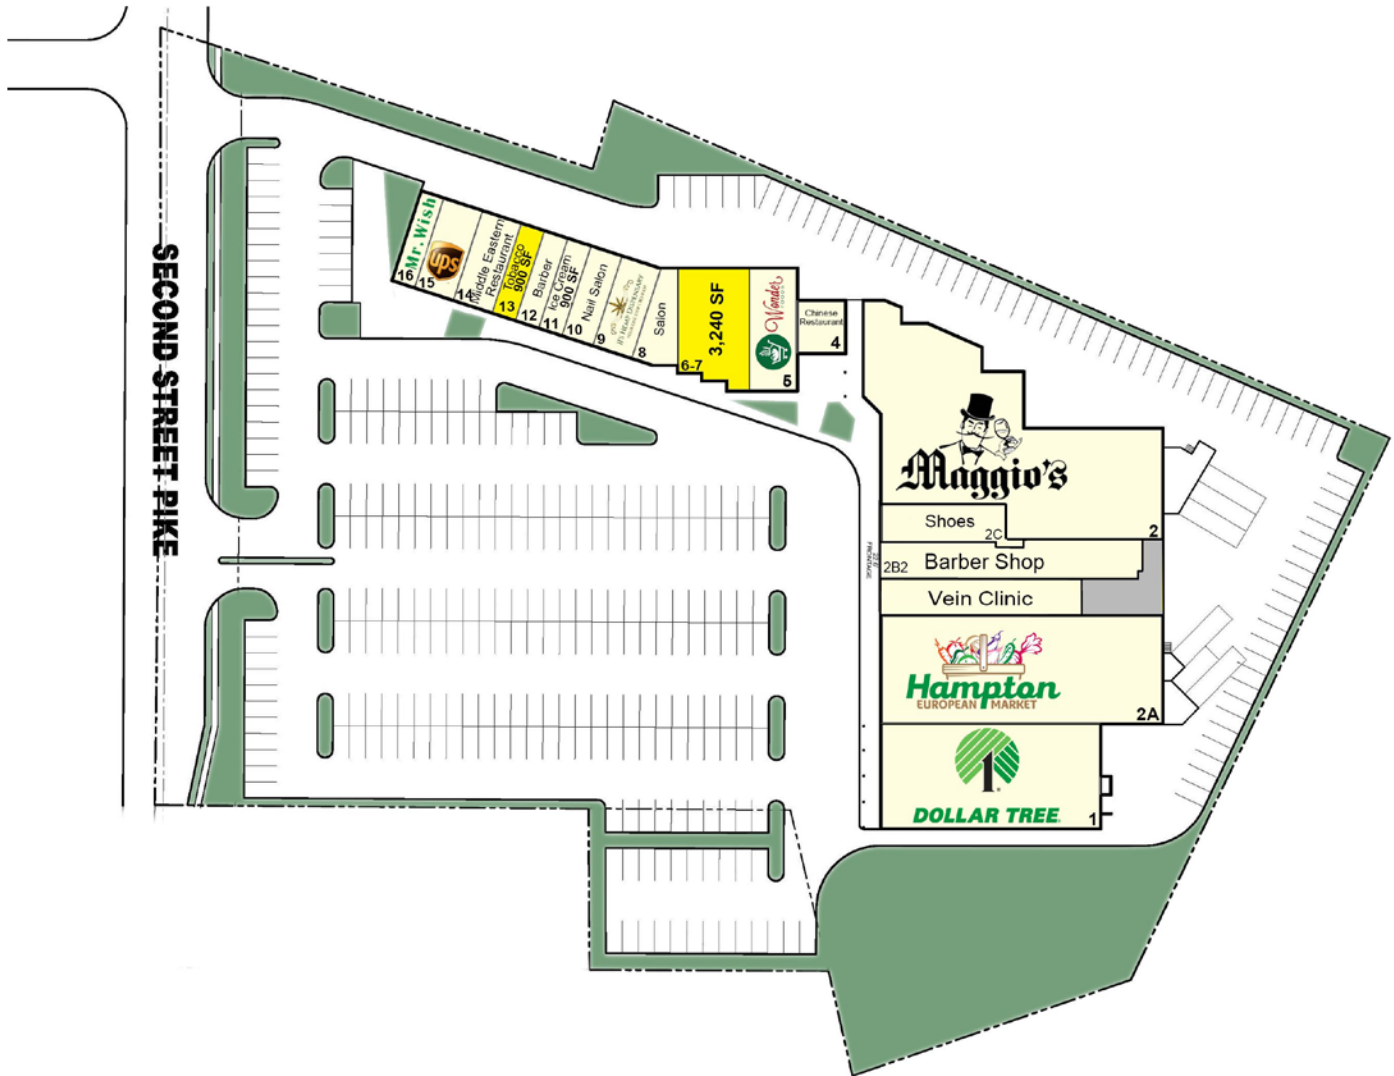 SECOND STREET PIKE
Mr. Wish
16
ups
15
Middle Eastern
Restaurant
14
Tobacco
900 SF
13
Barber
12
Ice Cream
900 SF
11
Nail Salon
10
9
Salon
8
3,240 SF
6-7
Wonder
5
Chinese
Restaurant
4
Maggio's
2
Shoes
2C
FRONTAGE
2B2
Barber Shop
Vein Clinic
Hampton
EUROPEAN MARKET
2A
1
DOLLAR TREE
1